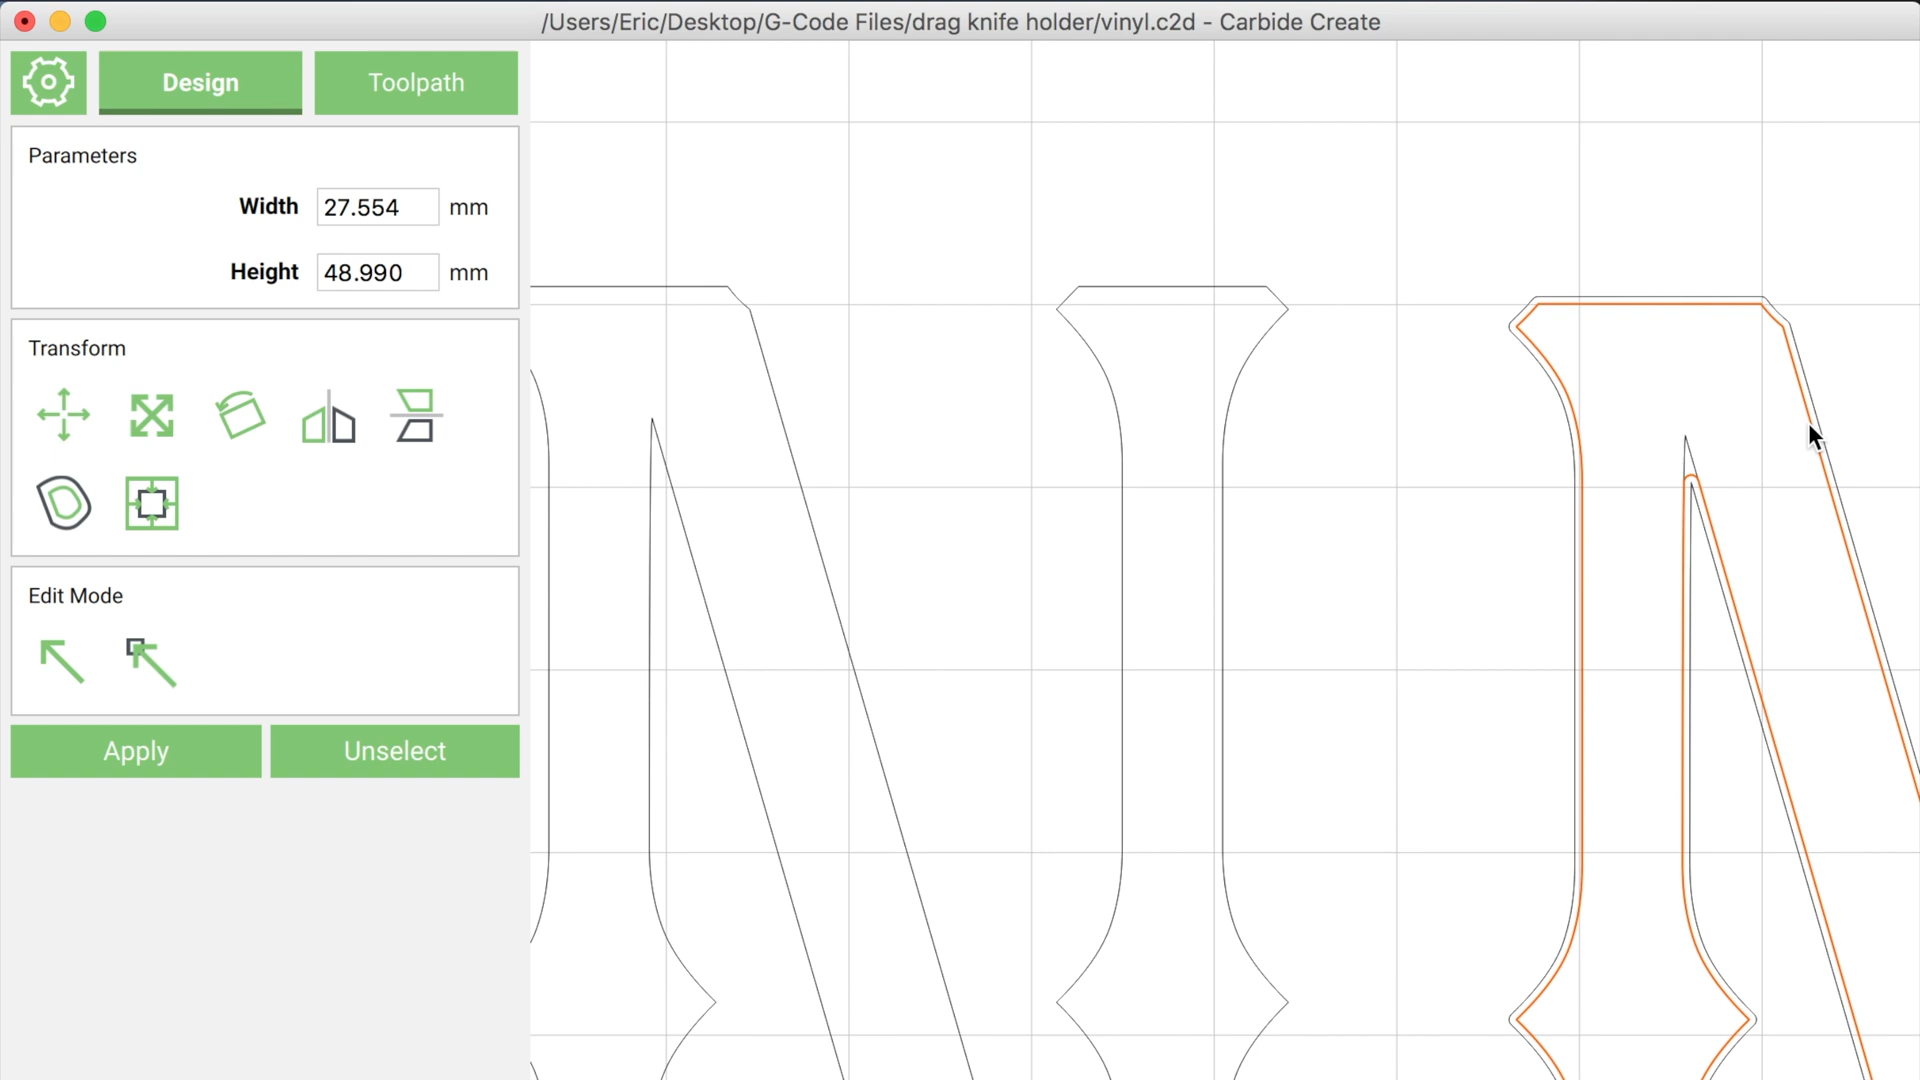 /Users/Eric/Desktop/G-Code Files/drag knife holder/vinyl.c2d - Carbide Create
Design
Toolpath
Parameters
Width 27.554 mm
Height 48.990 mm
Transform
Edit Mode
Apply
Unselect